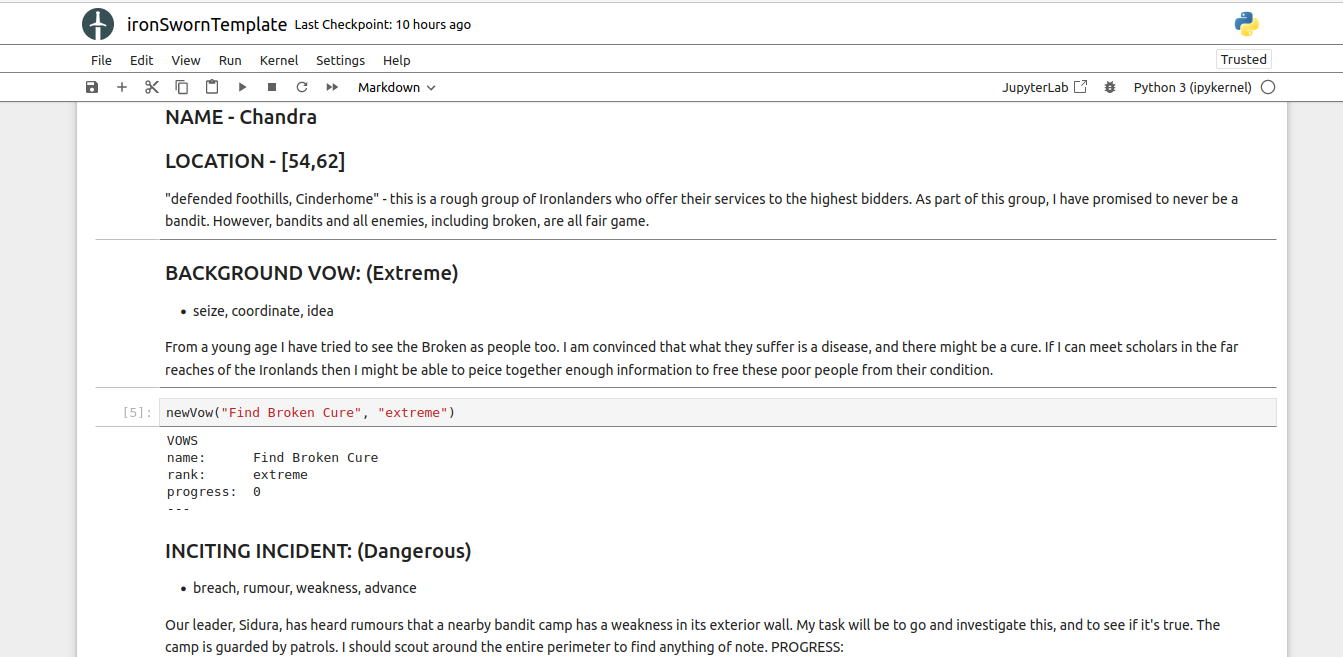 ironSwornTemplate Last Checkpoint: 10 hours ago
File Edit View Run Kernel Settings Help Trusted
Markdown JupyterLab Python 3 (ipykernel)
NAME - Chandra
LOCATION - [54,62]
"defended foothills, Cinderhome" - this is a rough group of Ironlanders who offer their services to the highest bidders. As part of this group, I have promised to never be a
bandit. However, bandits and all enemies, including broken, are all fair game.
BACKGROUND VOW: (Extreme)
• seize, coordinate, idea
From a young age I have tried to see the Broken as people too. I am convinced that what they suffer is a disease, and there might be a cure. If I can meet scholars in the far
reaches of the Ironlands then I might be able to peice together enough information to free these poor people from their condition.
[5]: newVow("Find Broken Cure", "extreme")
VOWS
name: Find Broken Cure
rank: extreme
progress: 0
---
INCITING INCIDENT: (Dangerous)
• breach, rumour, weakness, advance
Our leader, Sidura, has heard rumours that a nearby bandit camp has a weakness in its exterior wall. My task will be to go and investigate this, and to see if it's true. The
camp is guarded by patrols. I should scout around the entire perimeter to find anything of note. PROGRESS: